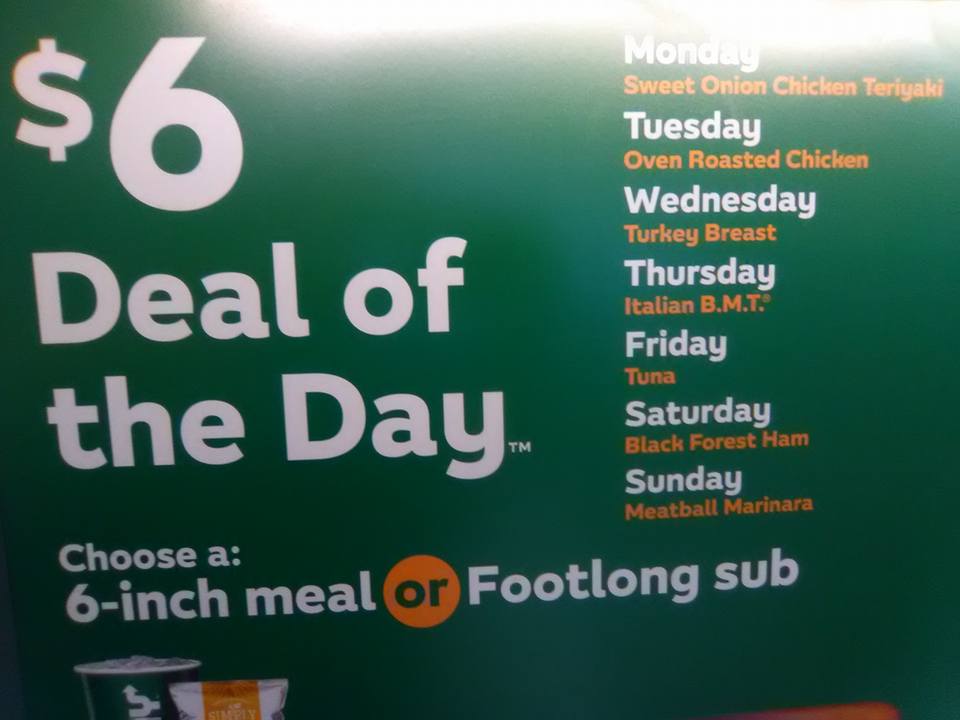 $6
Deal of
the Day™
Choose a:
6-inch meal or Footlong sub
Monday
Sweet Onion Chicken Teriyaki
Tuesday
Oven Roasted Chicken
Wednesday
Turkey Breast
Thursday
Italian B.M.T.®
Friday
Tuna
Saturday
Black Forest Ham
Sunday
Meatball Marinara
SIMPLY